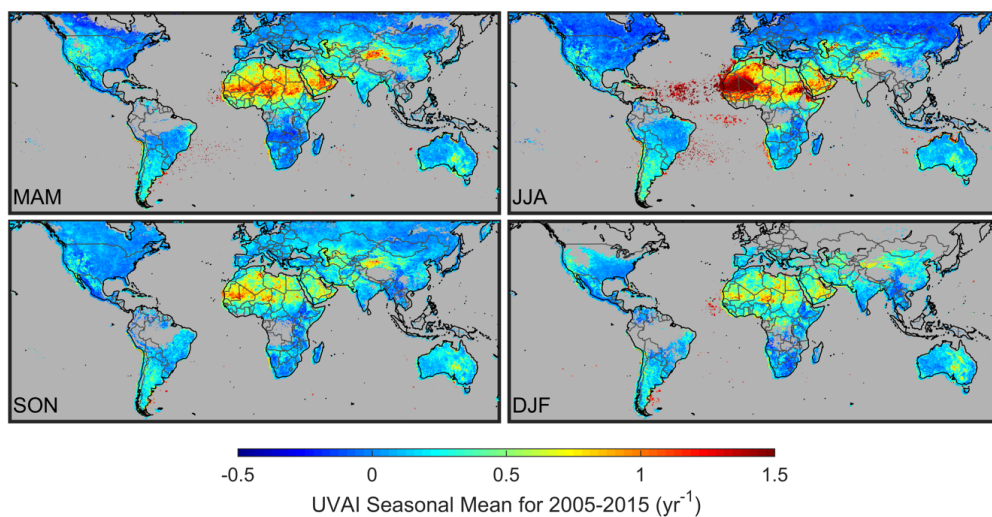 MAM
JJA
SON
DJF
-0.5 0 0.5 1 1.5
UVAI Seasonal Mean for 2005-2015 (yr⁻¹)